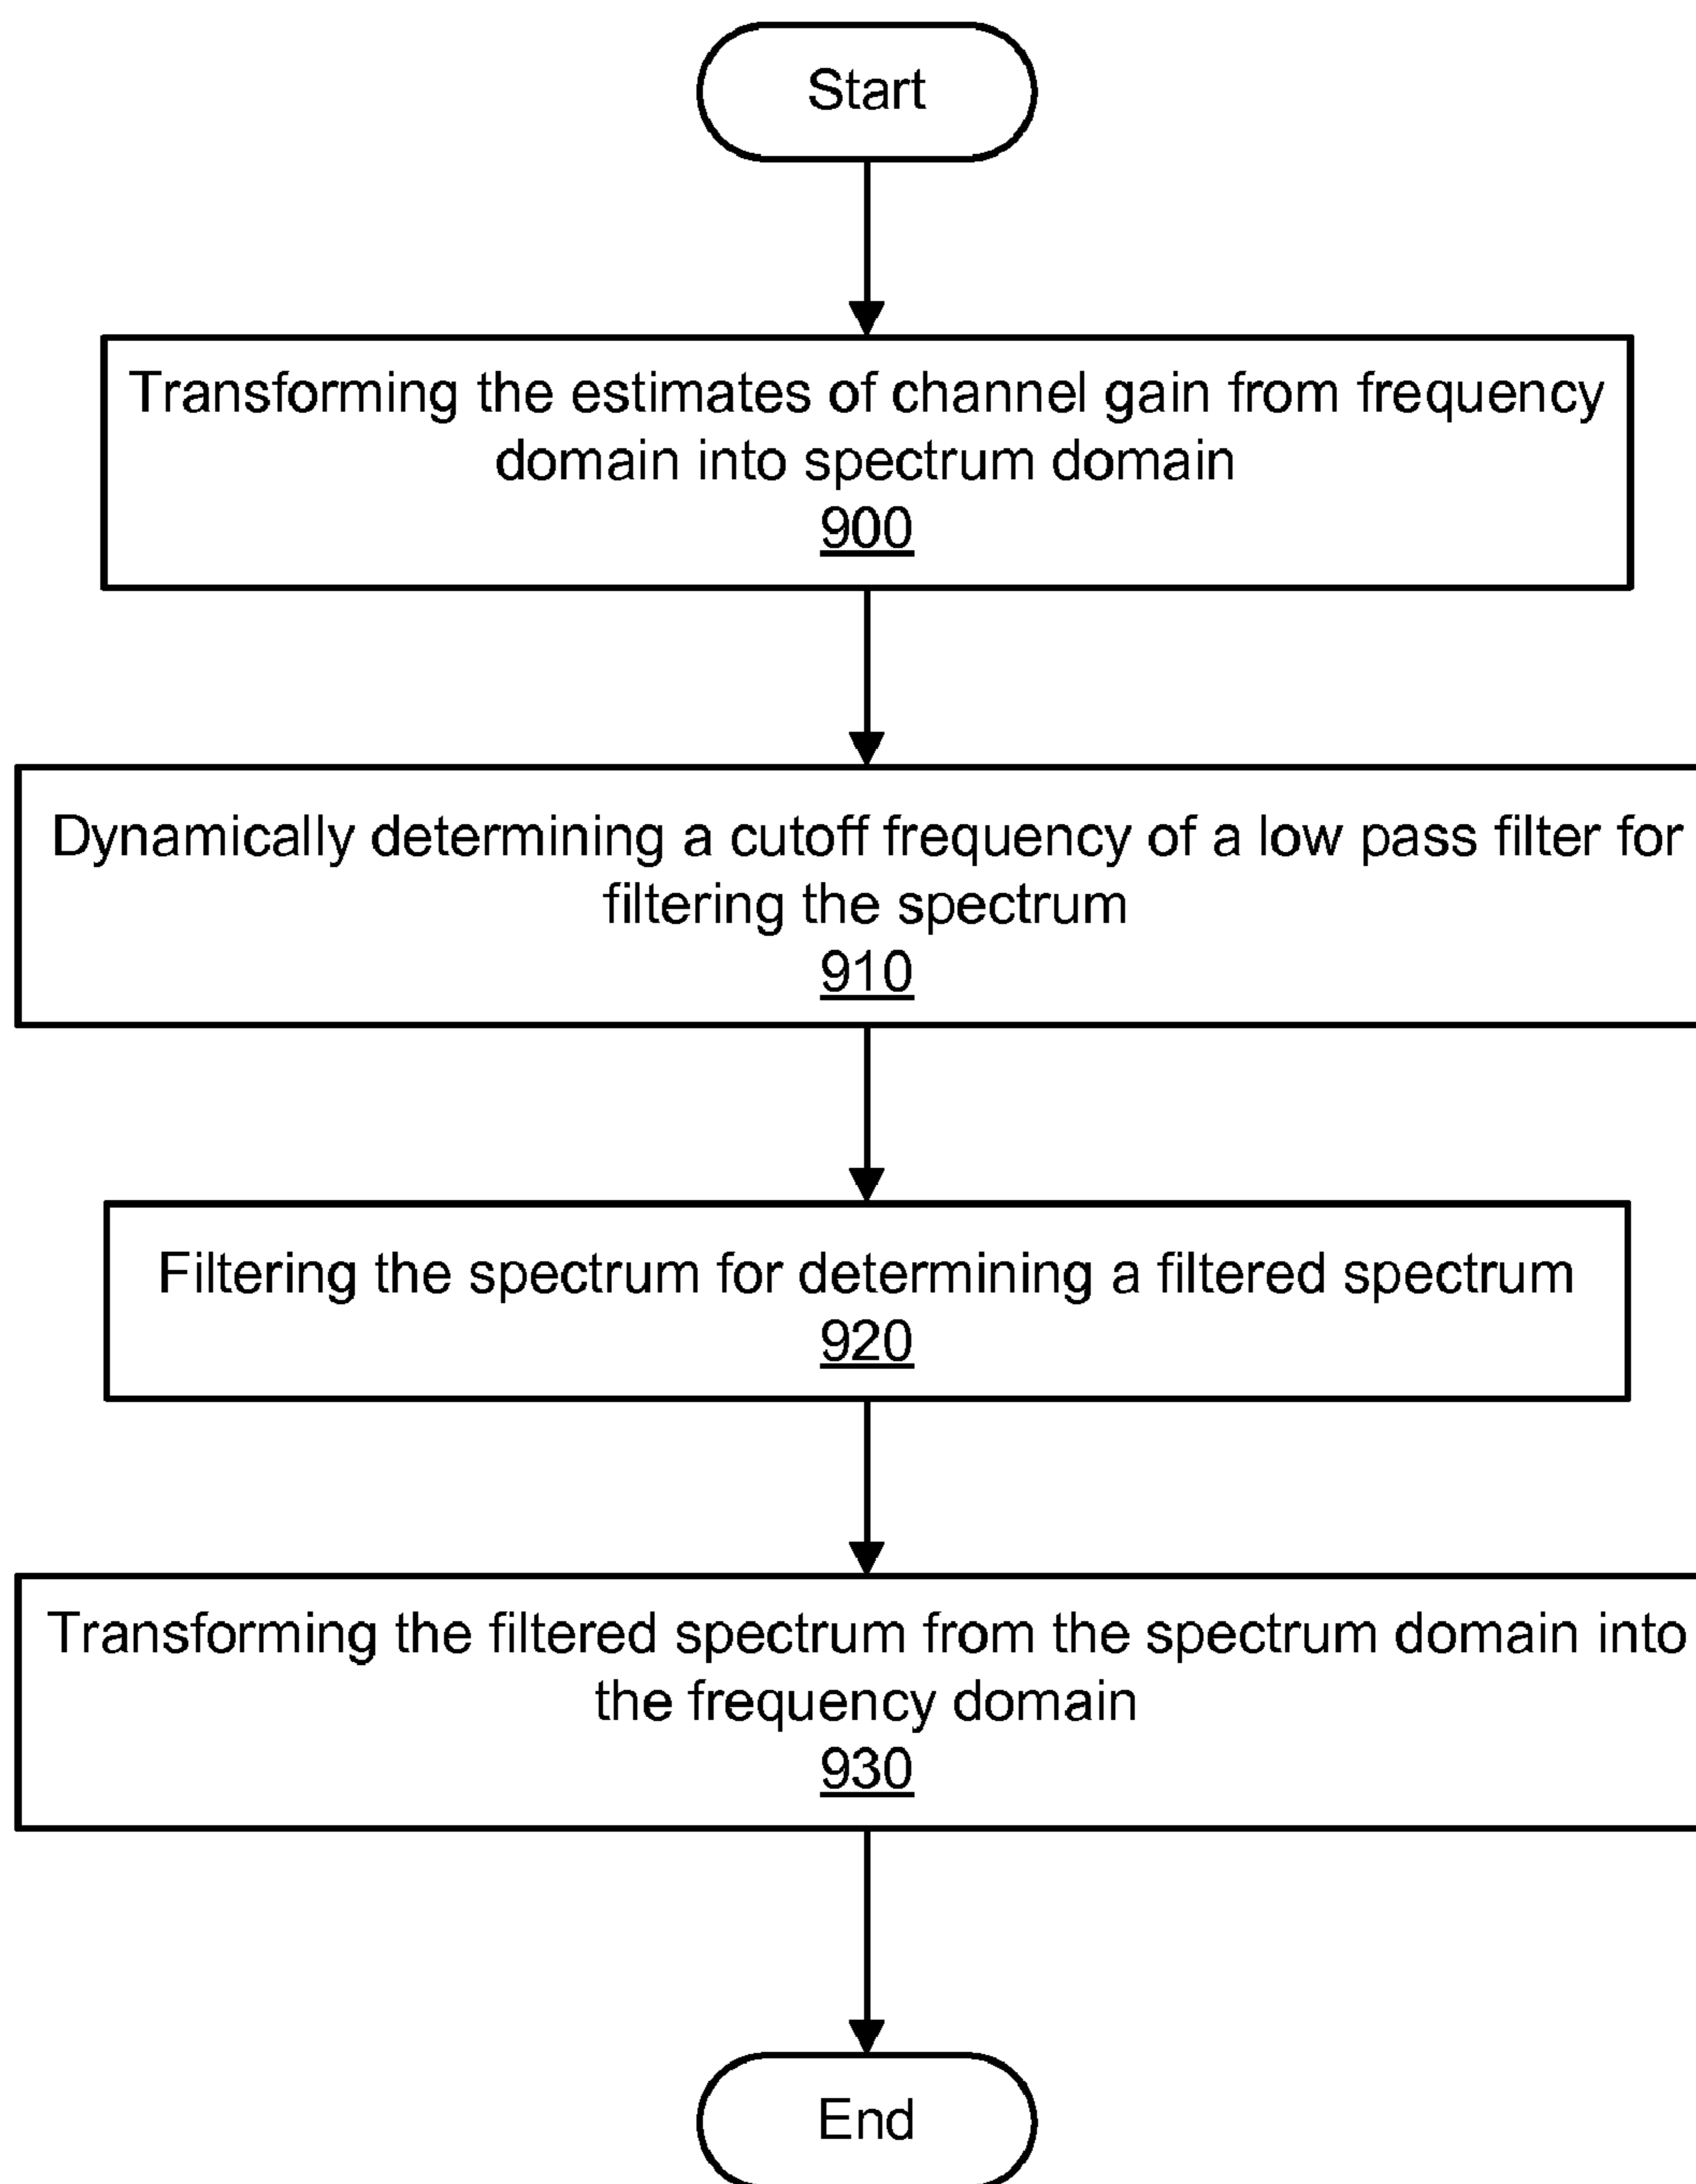 Start
Transforming the estimates of channel gain from frequency
domain into spectrum domain
900
Dynamically determining a cutoff frequency of a low pass filter for
filtering the spectrum
910
Filtering the spectrum for determining a filtered spectrum
920
Transforming the filtered spectrum from the spectrum domain into
the frequency domain
930
End